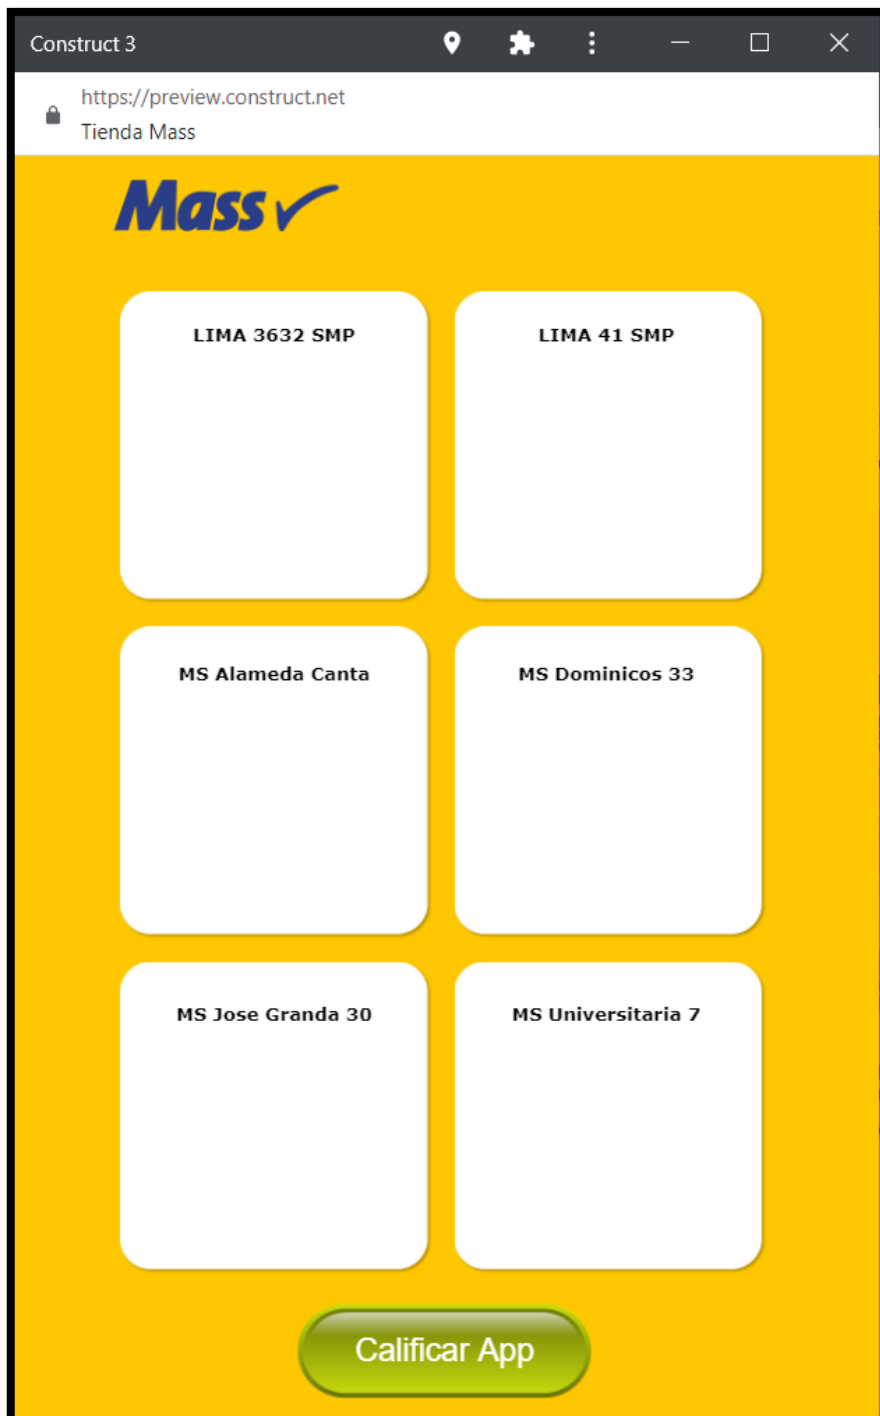 Construct 3
https://preview.construct.net
Tienda Mass
Mass
LIMA 3632 SMP
LIMA 41 SMP
MS Alameda Canta
MS Dominicos 33
MS Jose Granda 30
MS Universitaria 7
Calificar App